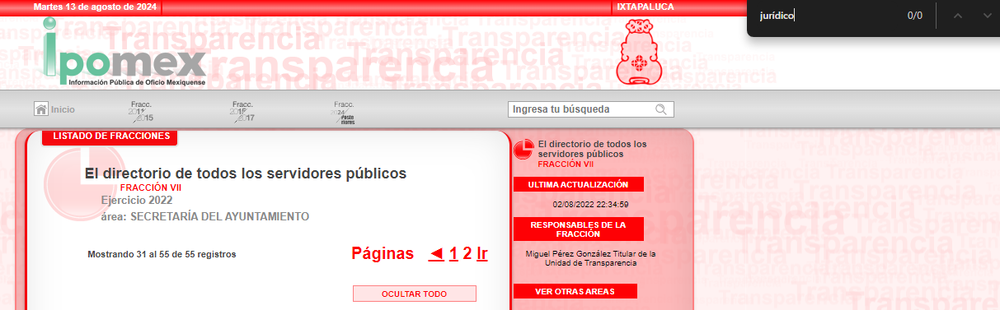 Martes 13 de agosto de 2024
IXTAPALUCA
jurídico
0/0
ipomex
Información Pública de Oficio Mexiquense
Transparencia
Inicio
Fracc.
2015
Fracc.
2017
Fracc.
2024/
Poste
riores
Ingresa tu búsqueda
LISTADO DE FRACCIONES
El directorio de todos los servidores públicos
FRACCIÓN VII
Ejercicio 2022
área: SECRETARÍA DEL AYUNTAMIENTO
Mostrando 31 al 55 de 55 registros
Páginas ◄ 1 2 Ir
OCULTAR TODO
El directorio de todos los
servidores públicos
FRACCIÓN VII
ULTIMA ACTUALIZACIÓN
02/08/2022 22:34:59
RESPONSABLES DE LA
FRACCIÓN
Miguel Pérez González Titular de la
Unidad de Transparencia
VER OTRAS AREAS